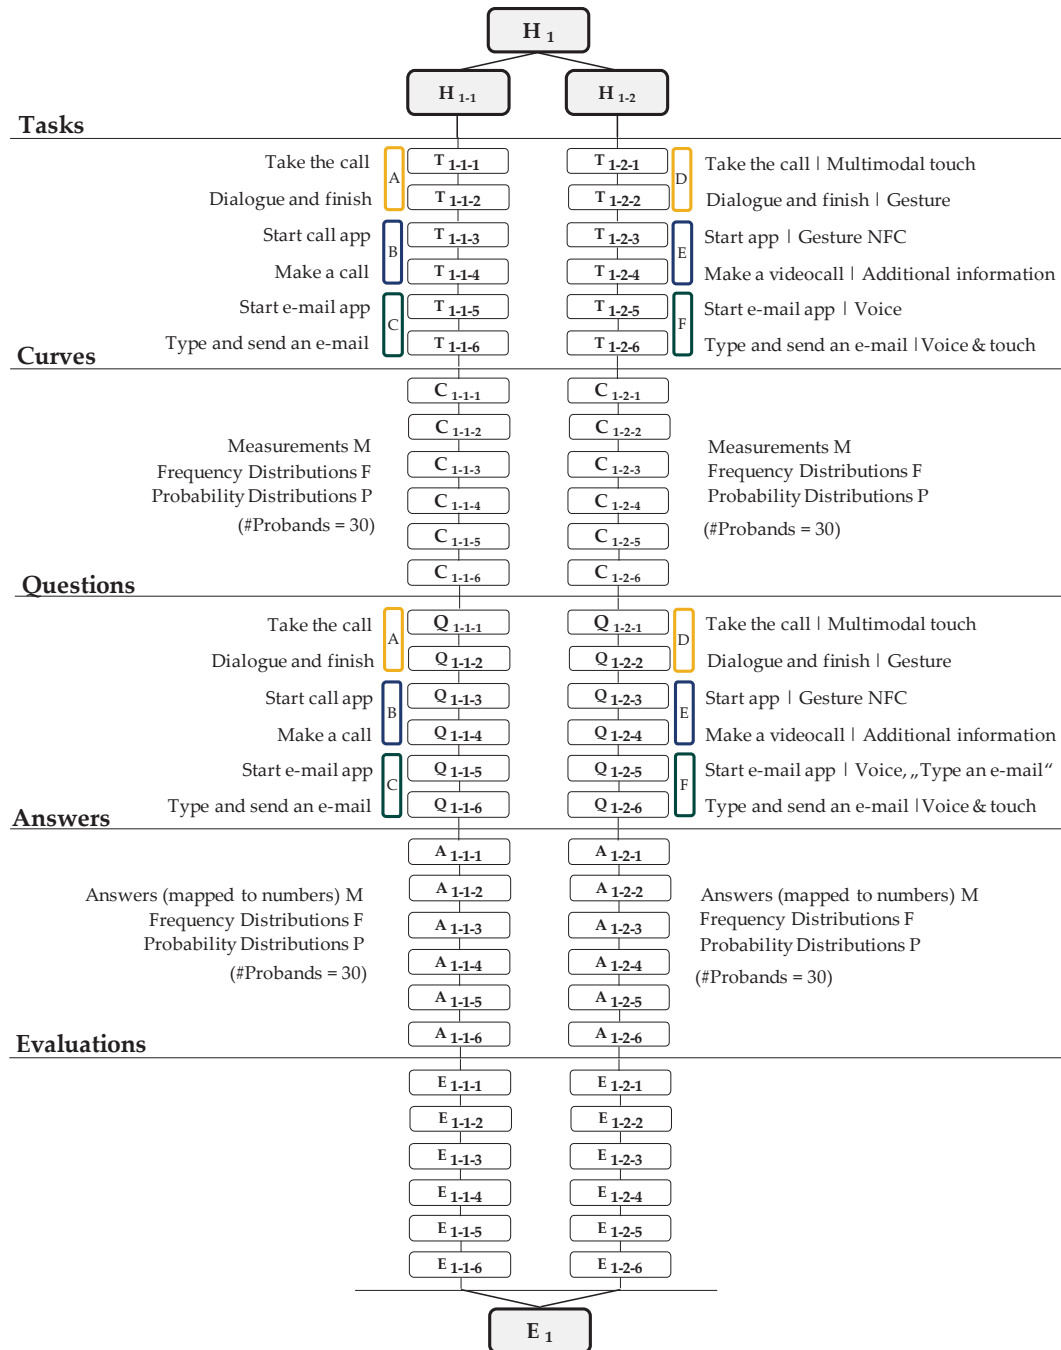 H 1
H 1-1
H 1-2
Tasks
Take the call A T 1-1-1 T 1-2-1 D Take the call | Multimodal touch
Dialogue and finish T 1-1-2 T 1-2-2 Dialogue and finish | Gesture
Start call app B T 1-1-3 T 1-2-3 E Start app | Gesture NFC
Make a call T 1-1-4 T 1-2-4 Make a videocall | Additional information
Start e-mail app C T 1-1-5 T 1-2-5 F Start e-mail app | Voice
Type and send an e-mail T 1-1-6 T 1-2-6 Type and send an e-mail | Voice & touch
Curves
C 1-1-1 C 1-2-1
C 1-1-2 C 1-2-2
Measurements M Measurements M
Frequency Distributions F C 1-1-3 C 1-2-3 Frequency Distributions F
Probability Distributions P C 1-1-4 C 1-2-4 Probability Distributions P
(#Probands = 30) C 1-1-5 C 1-2-5 (#Probands = 30)
C 1-1-6 C 1-2-6
Questions
Take the call A Q 1-1-1 Q 1-2-1 D Take the call | Multimodal touch
Dialogue and finish Q 1-1-2 Q 1-2-2 Dialogue and finish | Gesture
Start call app B Q 1-1-3 Q 1-2-3 E Start app | Gesture NFC
Make a call Q 1-1-4 Q 1-2-4 Make a videocall | Additional information
Start e-mail app C Q 1-1-5 Q 1-2-5 F Start e-mail app | Voice, „Type an e-mail“
Type and send an e-mail Q 1-1-6 Q 1-2-6 Type and send an e-mail | Voice & touch
Answers
A 1-1-1 A 1-2-1
Answers (mapped to numbers) M A 1-1-2 A 1-2-2 Answers (mapped to numbers) M
Frequency Distributions F A 1-1-3 A 1-2-3 Frequency Distributions F
Probability Distributions P A 1-1-4 A 1-2-4 Probability Distributions P
(#Probands = 30) A 1-1-5 A 1-2-5 (#Probands = 30)
A 1-1-6 A 1-2-6
Evaluations
E 1-1-1 E 1-2-1
E 1-1-2 E 1-2-2
E 1-1-3 E 1-2-3
E 1-1-4 E 1-2-4
E 1-1-5 E 1-2-5
E 1-1-6 E 1-2-6
E 1